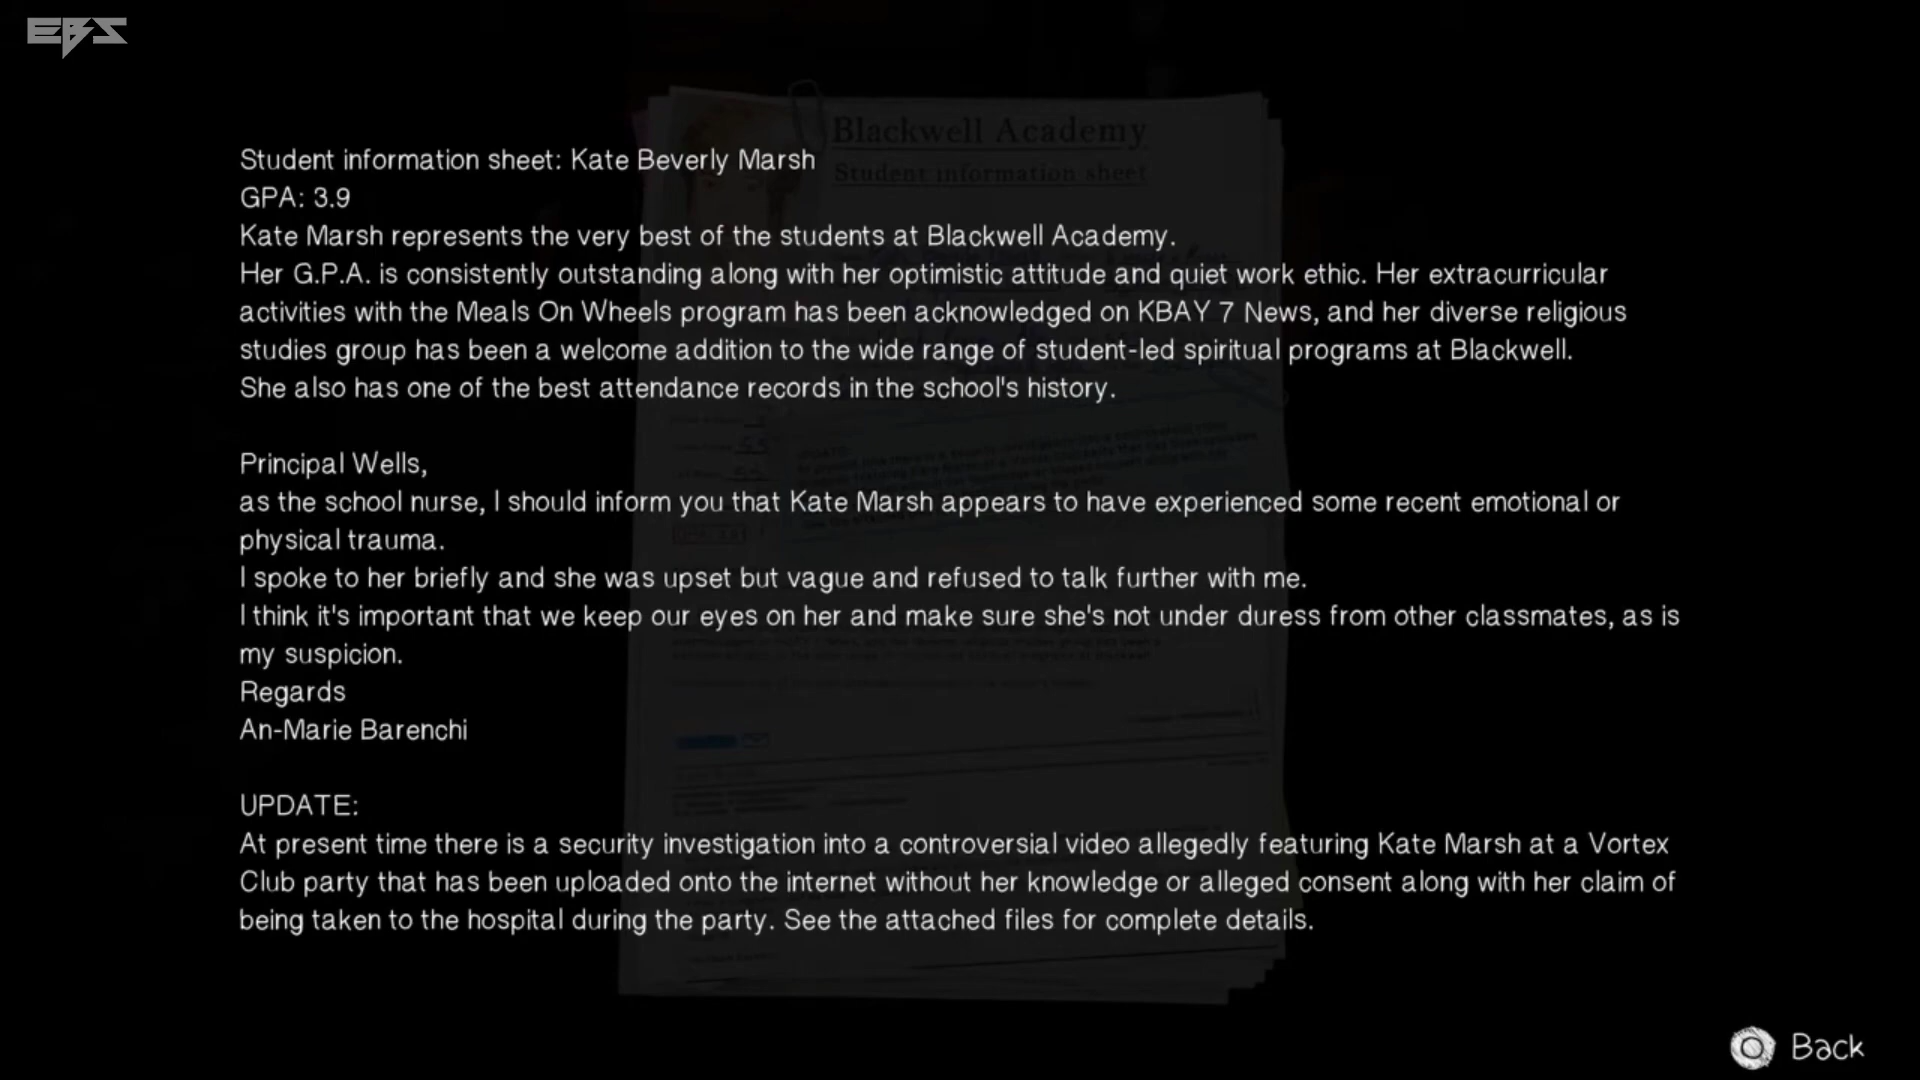 EBS
Blackwell Academy
Student information sheet
Student information sheet: Kate Beverly Marsh
GPA: 3.9
Kate Marsh represents the very best of the students at Blackwell Academy.
Her G.P.A. is consistently outstanding along with her optimistic attitude and quiet work ethic. Her extracurricular
activities with the Meals On Wheels program has been acknowledged on KBAY 7 News, and her diverse religious
studies group has been a welcome addition to the wide range of student-led spiritual programs at Blackwell.
She also has one of the best attendance records in the school's history.
Principal Wells,
as the school nurse, I should inform you that Kate Marsh appears to have experienced some recent emotional or
physical trauma.
I spoke to her briefly and she was upset but vague and refused to talk further with me.
I think it's important that we keep our eyes on her and make sure she's not under duress from other classmates, as is
my suspicion.
Regards
An-Marie Barenchi
UPDATE:
At present time there is a security investigation into a controversial video allegedly featuring Kate Marsh at a Vortex
Club party that has been uploaded onto the internet without her knowledge or alleged consent along with her claim of
being taken to the hospital during the party. See the attached files for complete details.
Back